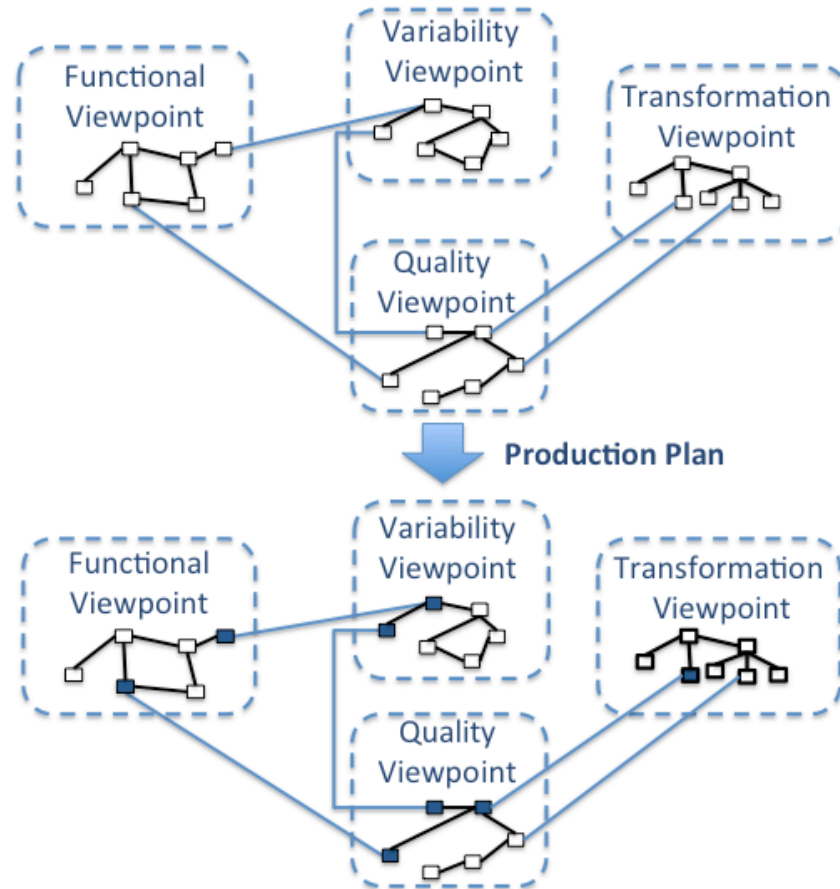 Variability
Viewpoint
Functional
Viewpoint
Transformation
Viewpoint
Quality
Viewpoint
Production Plan
Variability
Viewpoint
Functional
Viewpoint
Transformation
Viewpoint
Quality
Viewpoint